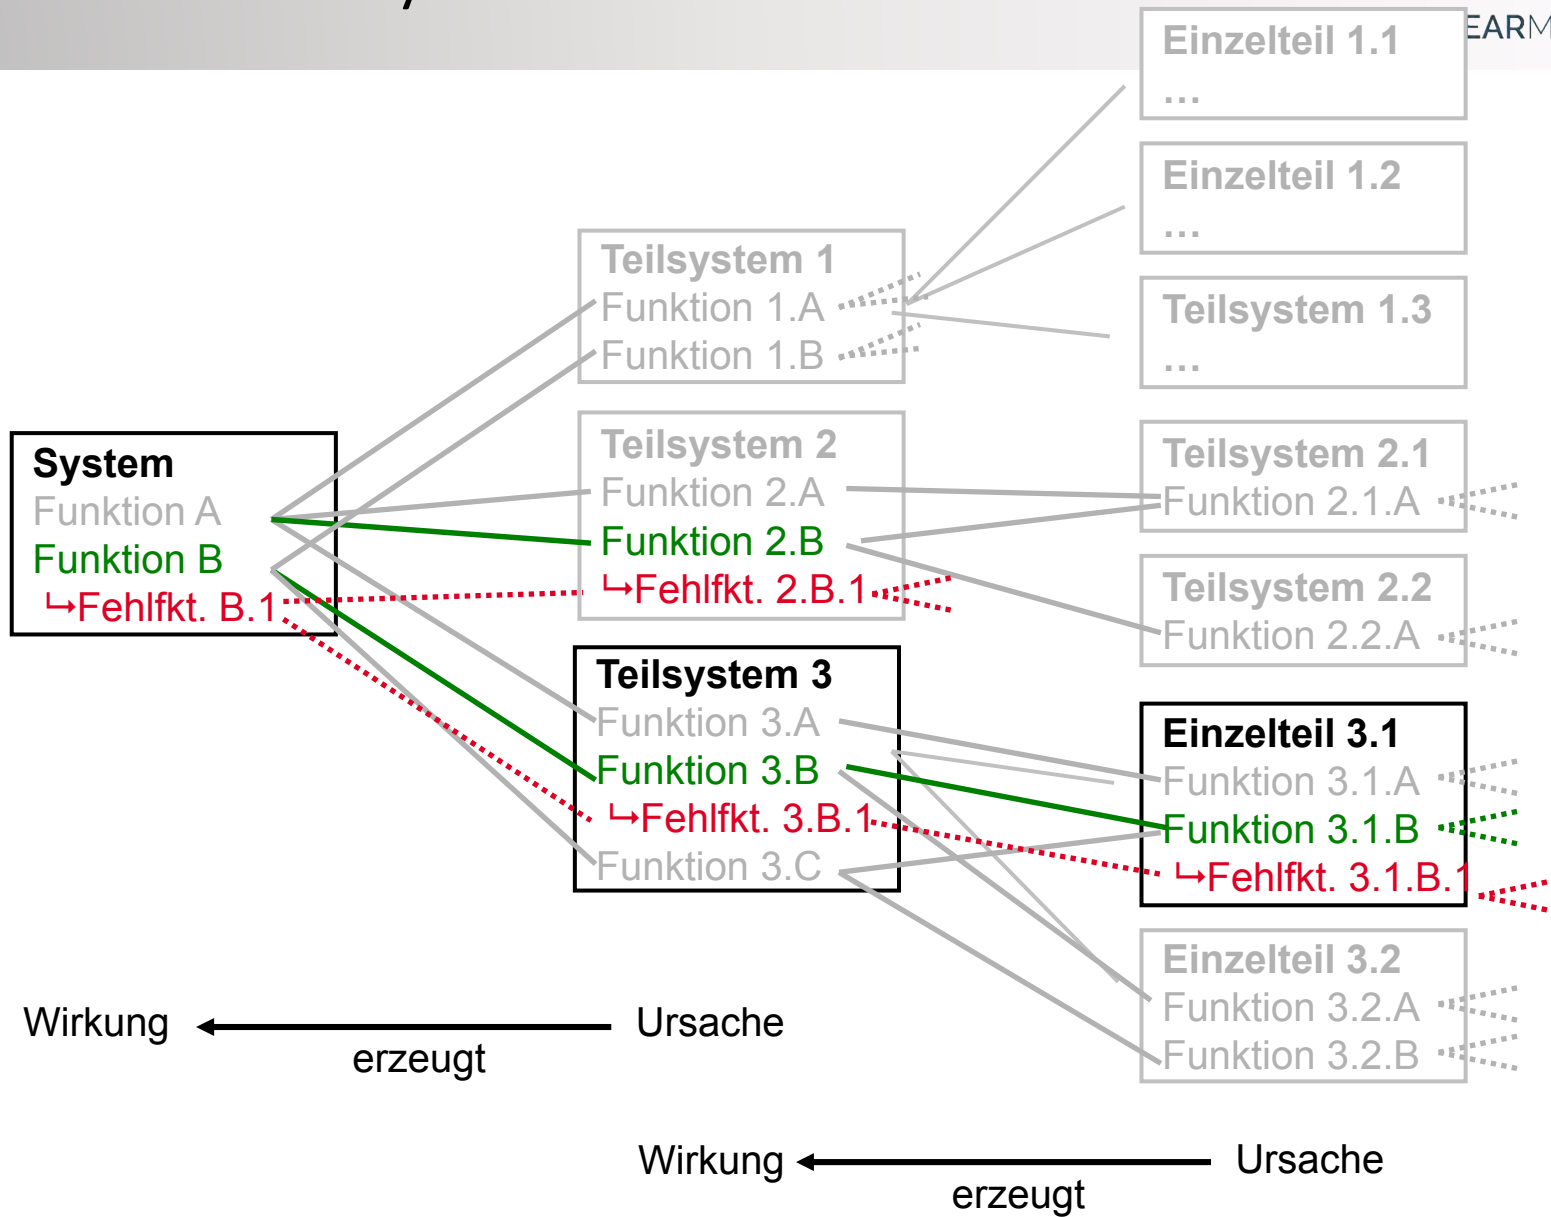 EARM
Einzelteil 1.1
...
Einzelteil 1.2
...
Teilsystem 1
Funktion 1.A
Funktion 1.B
Teilsystem 1.3
...
System
Funktion A
Funktion B
↳Fehlfkt. B.1
Teilsystem 2
Funktion 2.A
Funktion 2.B
↳Fehlfkt. 2.B.1
Teilsystem 2.1
Funktion 2.1.A
Teilsystem 2.2
Funktion 2.2.A
Teilsystem 3
Funktion 3.A
Funktion 3.B
↳Fehlfkt. 3.B.1
Funktion 3.C
Einzelteil 3.1
Funktion 3.1.A
Funktion 3.1.B
↳Fehlfkt. 3.1.B.1
Einzelteil 3.2
Funktion 3.2.A
Funktion 3.2.B
Wirkung
erzeugt
Ursache
Wirkung
erzeugt
Ursache